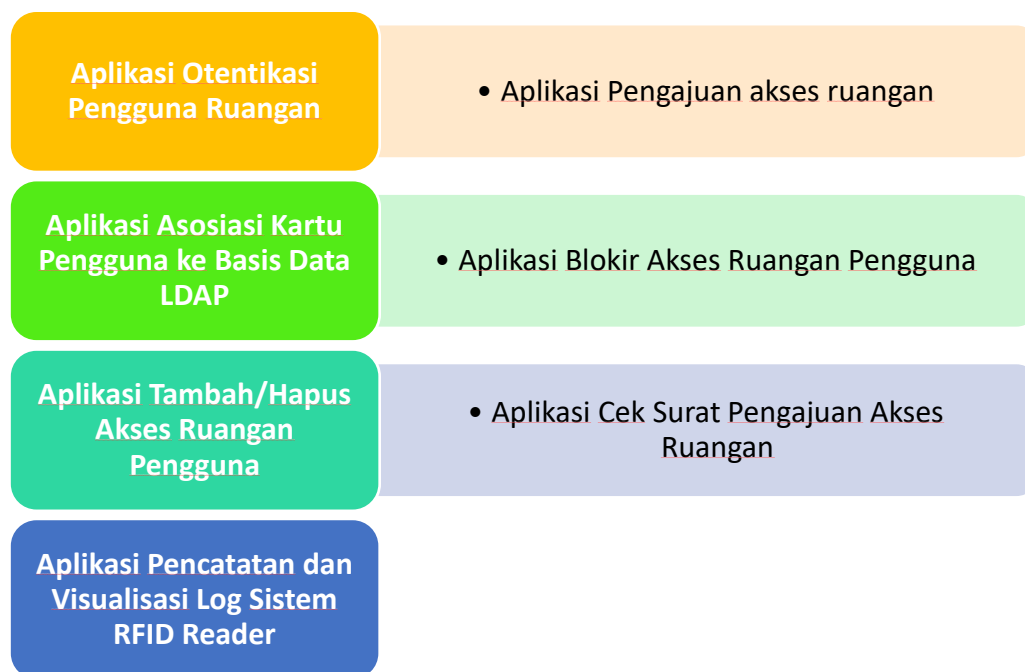 Aplikasi Otentikasi
Pengguna Ruangan
• Aplikasi Pengajuan akses ruangan
Aplikasi Asosiasi Kartu
Pengguna ke Basis Data
LDAP
• Aplikasi Blokir Akses Ruangan Pengguna
Aplikasi Tambah/Hapus
Akses Ruangan
Pengguna
• Aplikasi Cek Surat Pengajuan Akses
Ruangan
Aplikasi Pencatatan dan
Visualisasi Log Sistem
RFID Reader